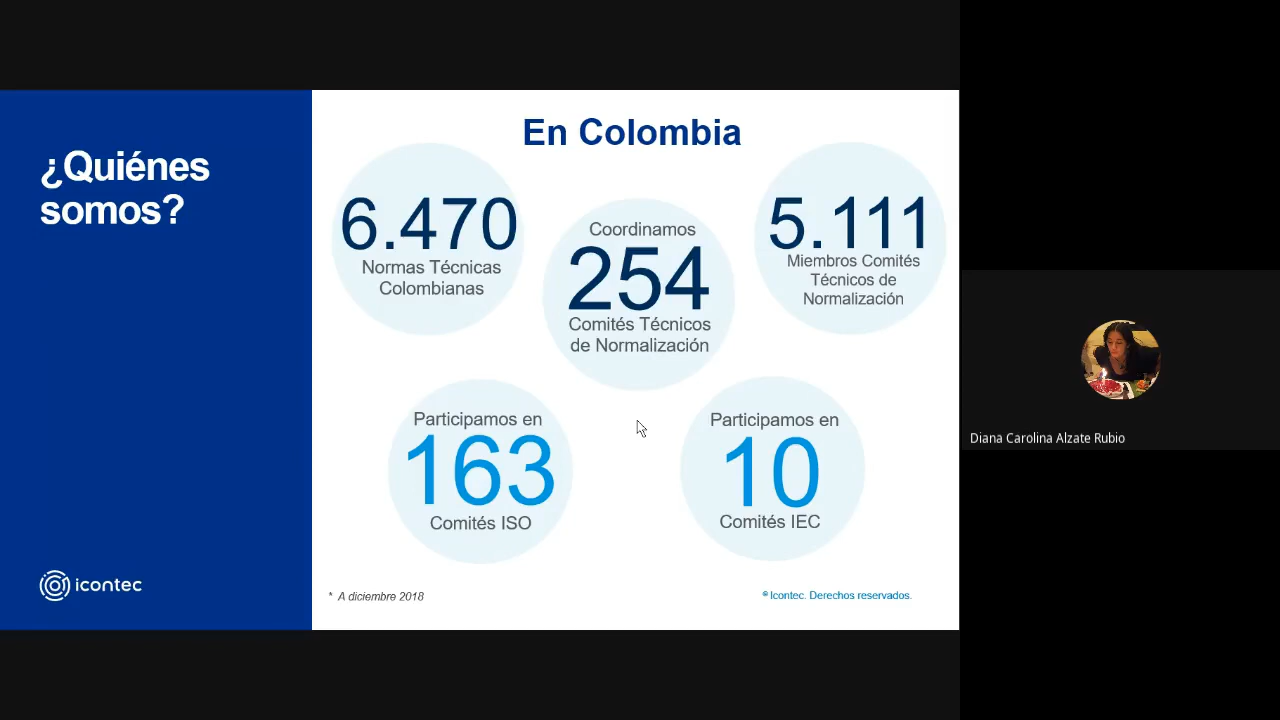 ¿Quiénes
somos?
icontec
En Colombia
6.470
Normas Técnicas
Colombianas
Coordinamos
254
Comités Técnicos
de Normalización
5.111
Miembros Comités
Técnicos de
Normalización
Participamos en
163
Comités ISO
Participamos en
10
Comités IEC
* A diciembre 2018
© Icontec. Derechos reservados.
Diana Carolina Alzate Rubio